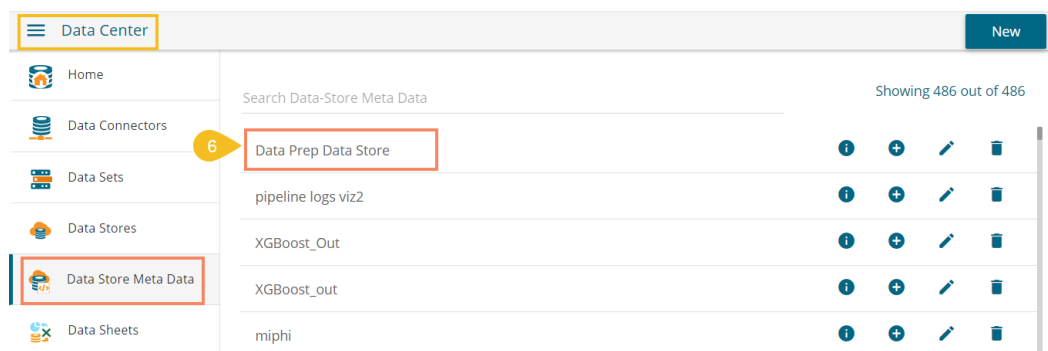 Data Center
New
Home
Data Connectors
Data Sets
Data Stores
Data Store Meta Data
Data Sheets
Search Data-Store Meta Data
Showing 486 out of 486
6
Data Prep Data Store
pipeline logs viz2
XGBoost_Out
XGBoost_out
miphi